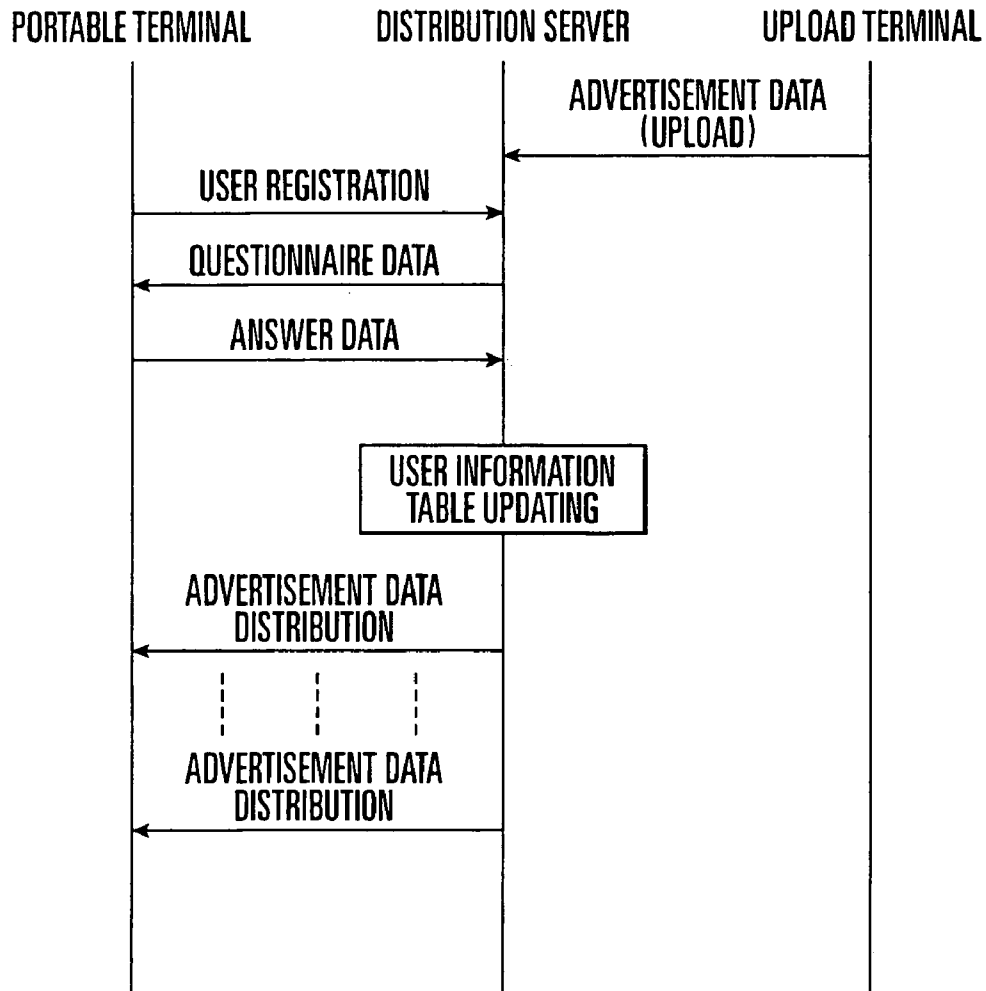 PORTABLE TERMINAL
DISTRIBUTION SERVER
UPLOAD TERMINAL
ADVERTISEMENT DATA
(UPLOAD)
USER REGISTRATION
QUESTIONNAIRE DATA
ANSWER DATA
USER INFORMATION
TABLE UPDATING
ADVERTISEMENT DATA
DISTRIBUTION
ADVERTISEMENT DATA
DISTRIBUTION